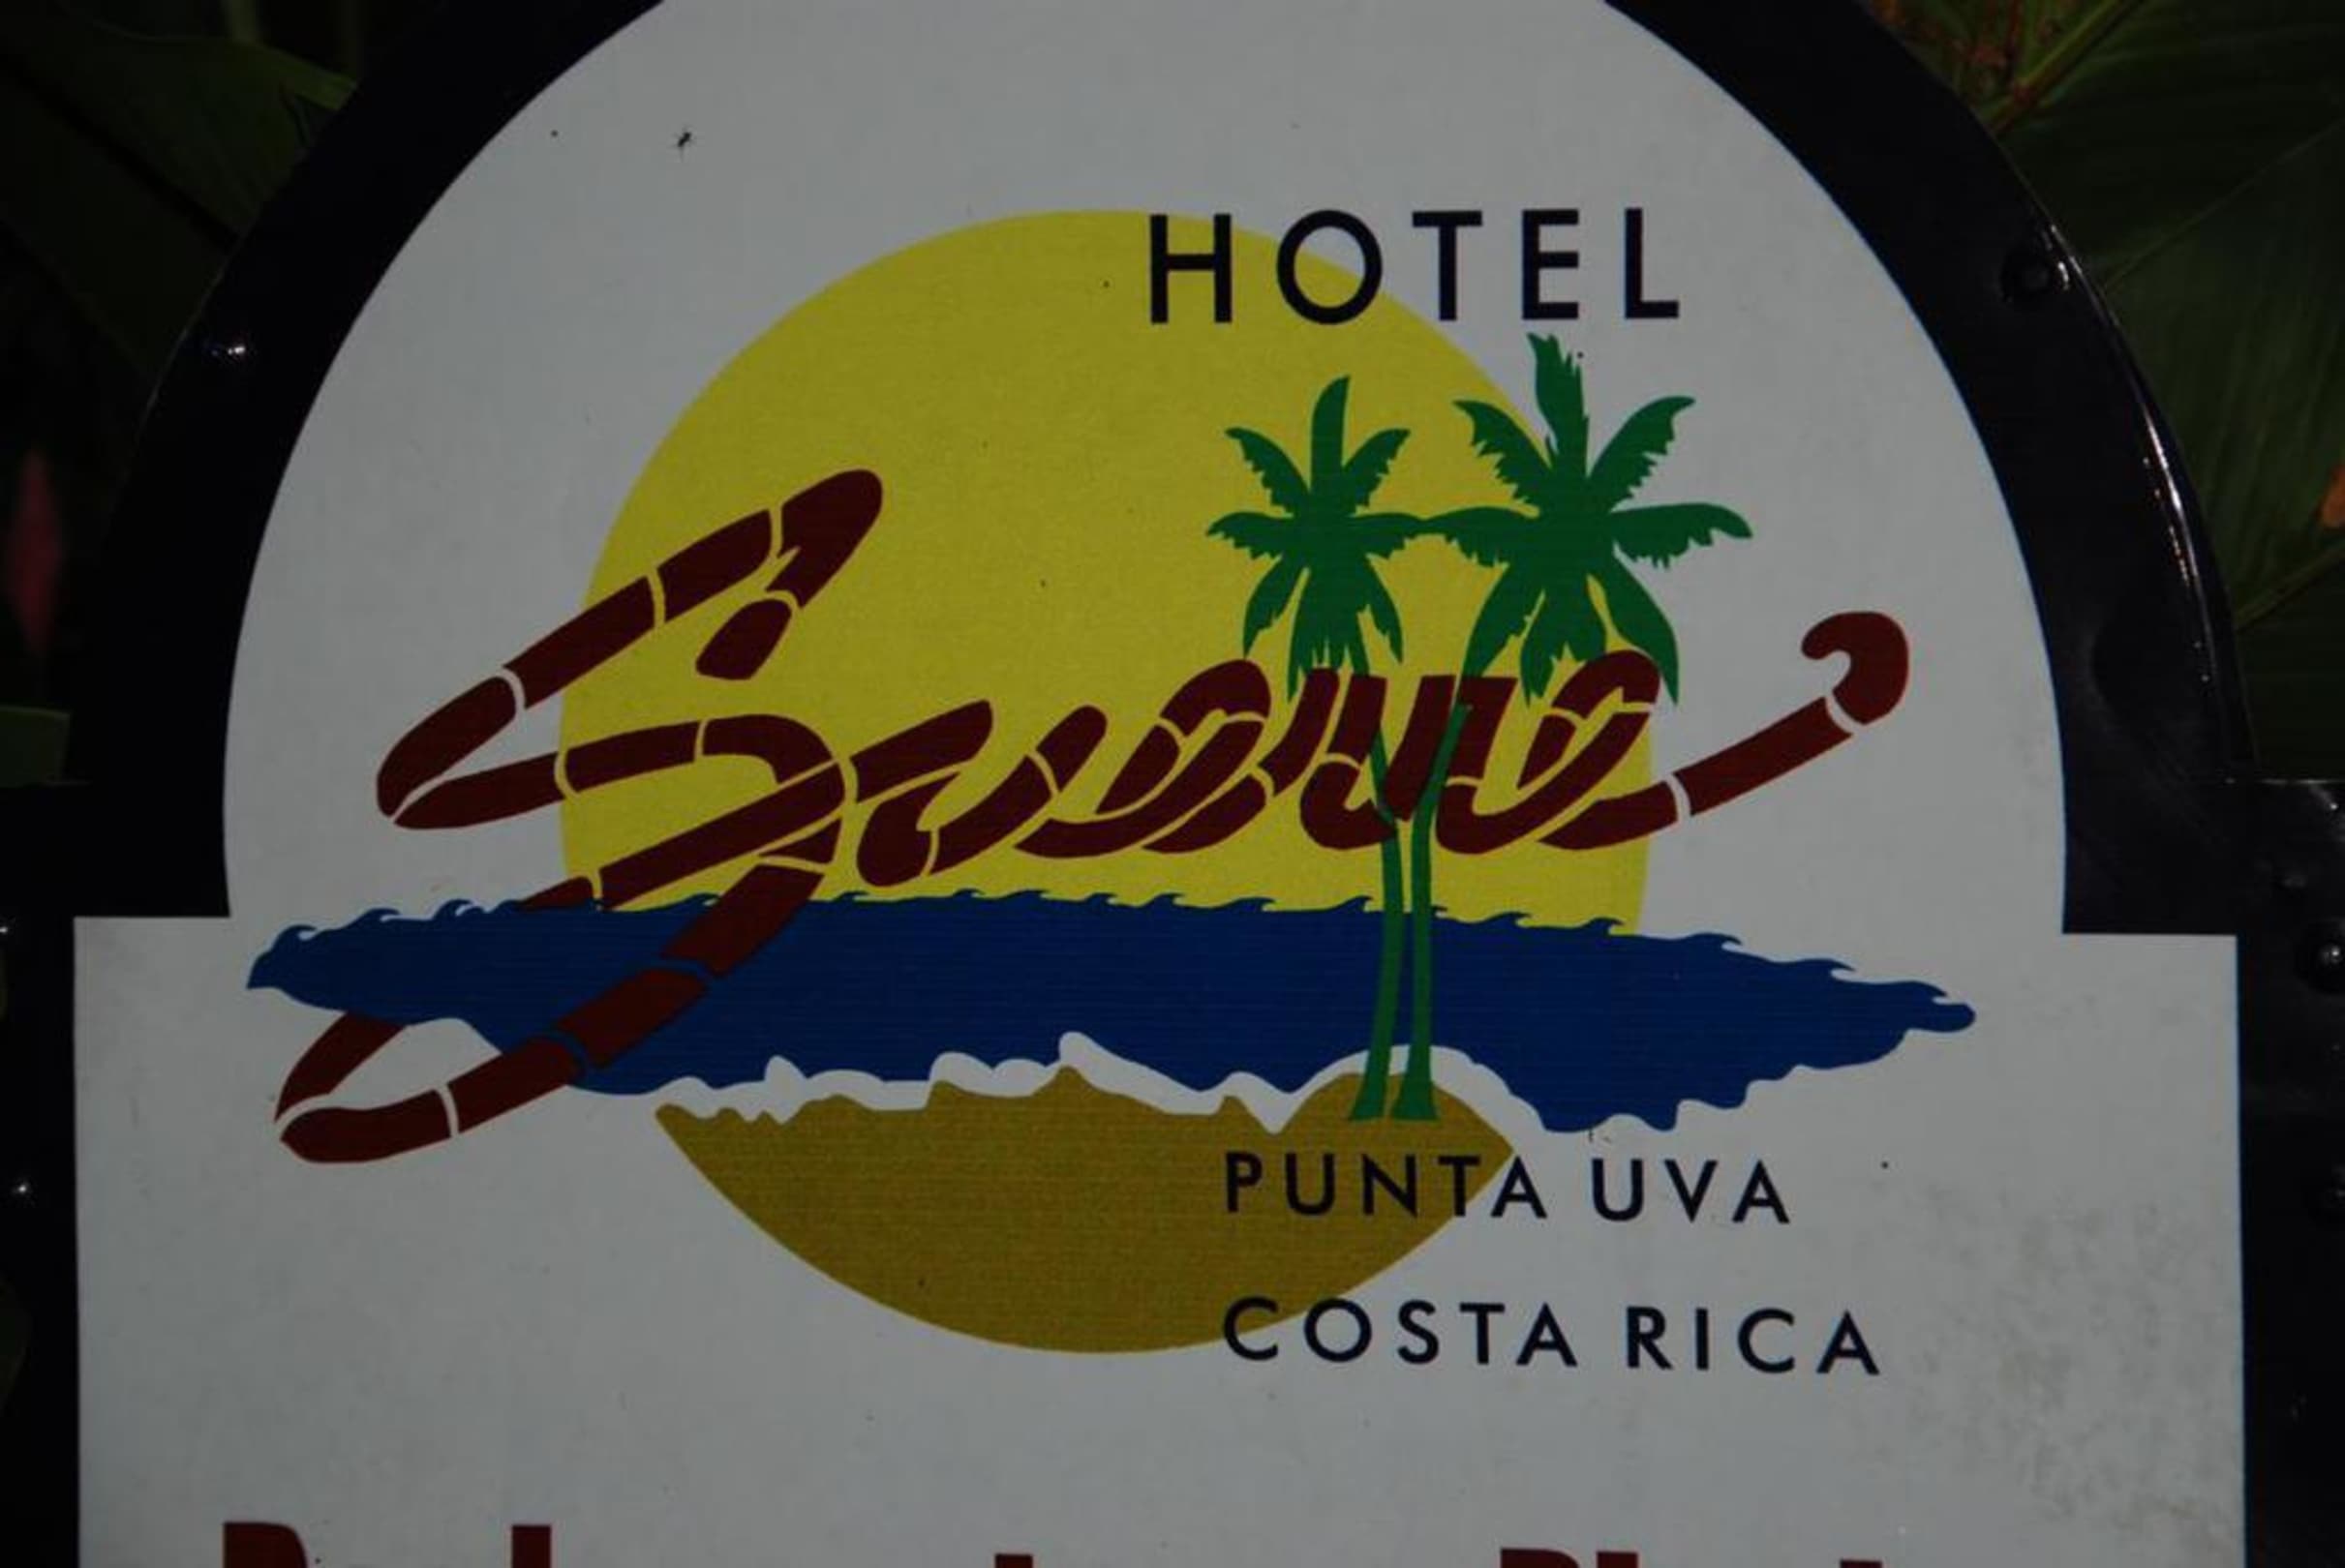 HOTEL
Suerre
PUNTA UVA
COSTA RICA